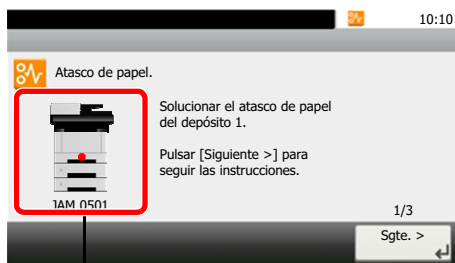 10:10
Atasco de papel.
Solucionar el atasco de papel
del depósito 1.
Pulsar [Siguiente >] para
seguir las instrucciones.
JAM 0501
1/3
Sgte. >